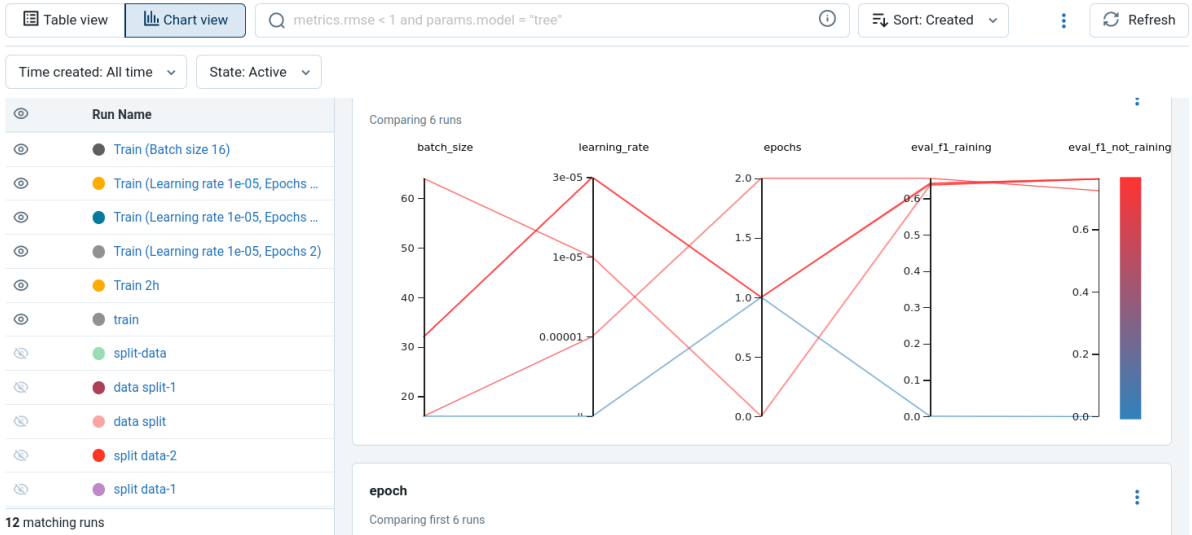 Table view
Chart view
metrics.rmse < 1 and params.model = "tree"
Sort: Created
Refresh
Time created: All time
State: Active
Run Name
Train (Batch size 16)
Train (Learning rate 1e-05, Epochs ...
Train (Learning rate 1e-05, Epochs ...
Train (Learning rate 1e-05, Epochs 2)
Train 2h
train
split-data
data split-1
data split
split data-2
split data-1
12 matching runs
Comparing 6 runs
batch_size
learning_rate
epochs
eval_f1_raining
eval_f1_not_raining
60
50
40
30
20
3e-05
1e-05
0.00001
''
2.0
1.5
1.0
0.5
0.0
0.6
0.5
0.4
0.3
0.2
0.1
0.0
0.6
0.4
0.2
0.0
epoch
Comparing first 6 runs